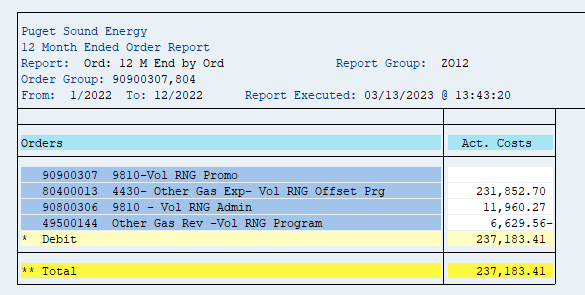 Puget Sound Energy
12 Month Ended Order Report
Report: Ord: 12 M End by Ord Report Group: ZO12
Order Group: 90900307,804
From: 1/2022 To: 12/2022 Report Executed: 03/13/2023 @ 13:43:20
Orders Act. Costs
90900307 9810-Vol RNG Promo
80400013 4430- Other Gas Exp- Vol RNG Offset Prg 231,852.70
90800306 9810 - Vol RNG Admin 11,960.27
49500144 Other Gas Rev -Vol RNG Program 6,629.56-
* Debit 237,183.41
** Total 237,183.41